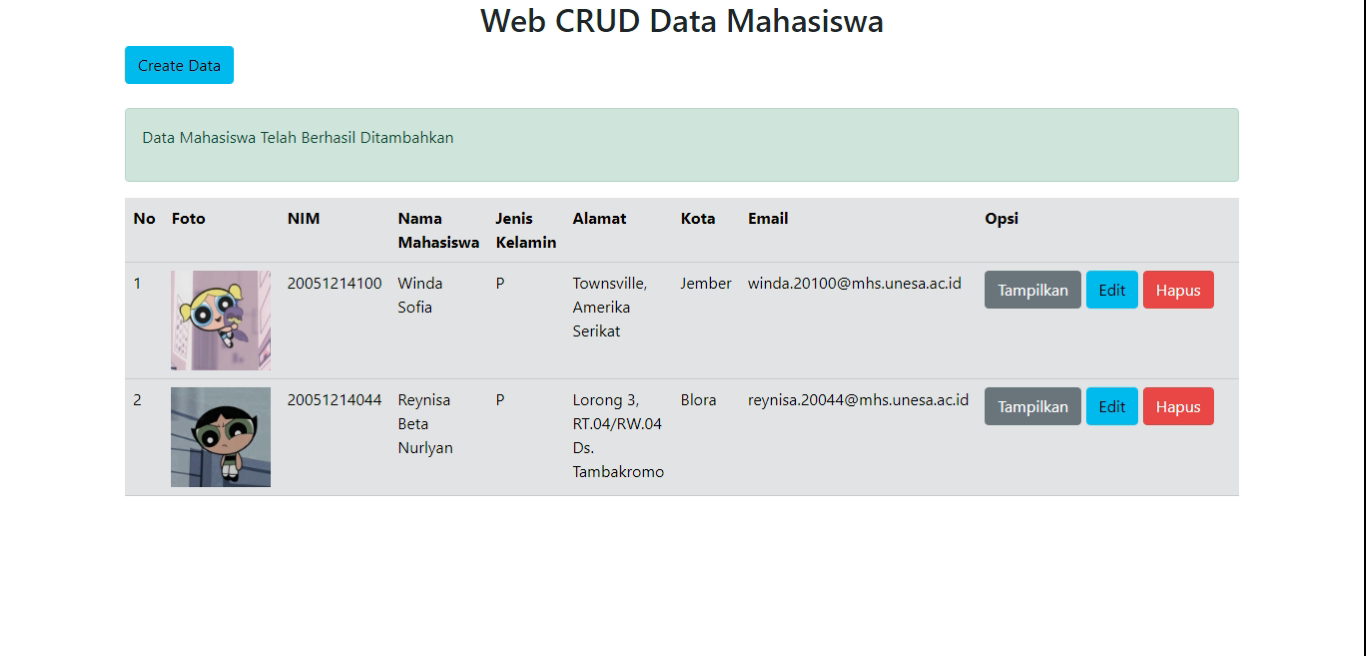 Web CRUD Data Mahasiswa
Create Data
Data Mahasiswa Telah Berhasil Ditambahkan
No Foto NIM Nama Jenis Alamat Kota Email Opsi
Mahasiswa Kelamin
1 20051214100 Winda P Townsville, Jember winda.20100@mhs.unesa.ac.id Tampilkan Edit Hapus
Sofia Amerika
Serikat
2 20051214044 Reynisa P Lorong 3, Blora reynisa.20044@mhs.unesa.ac.id Tampilkan Edit Hapus
Beta RT.04/RW.04
Nurlyan Ds.
Tambakromo